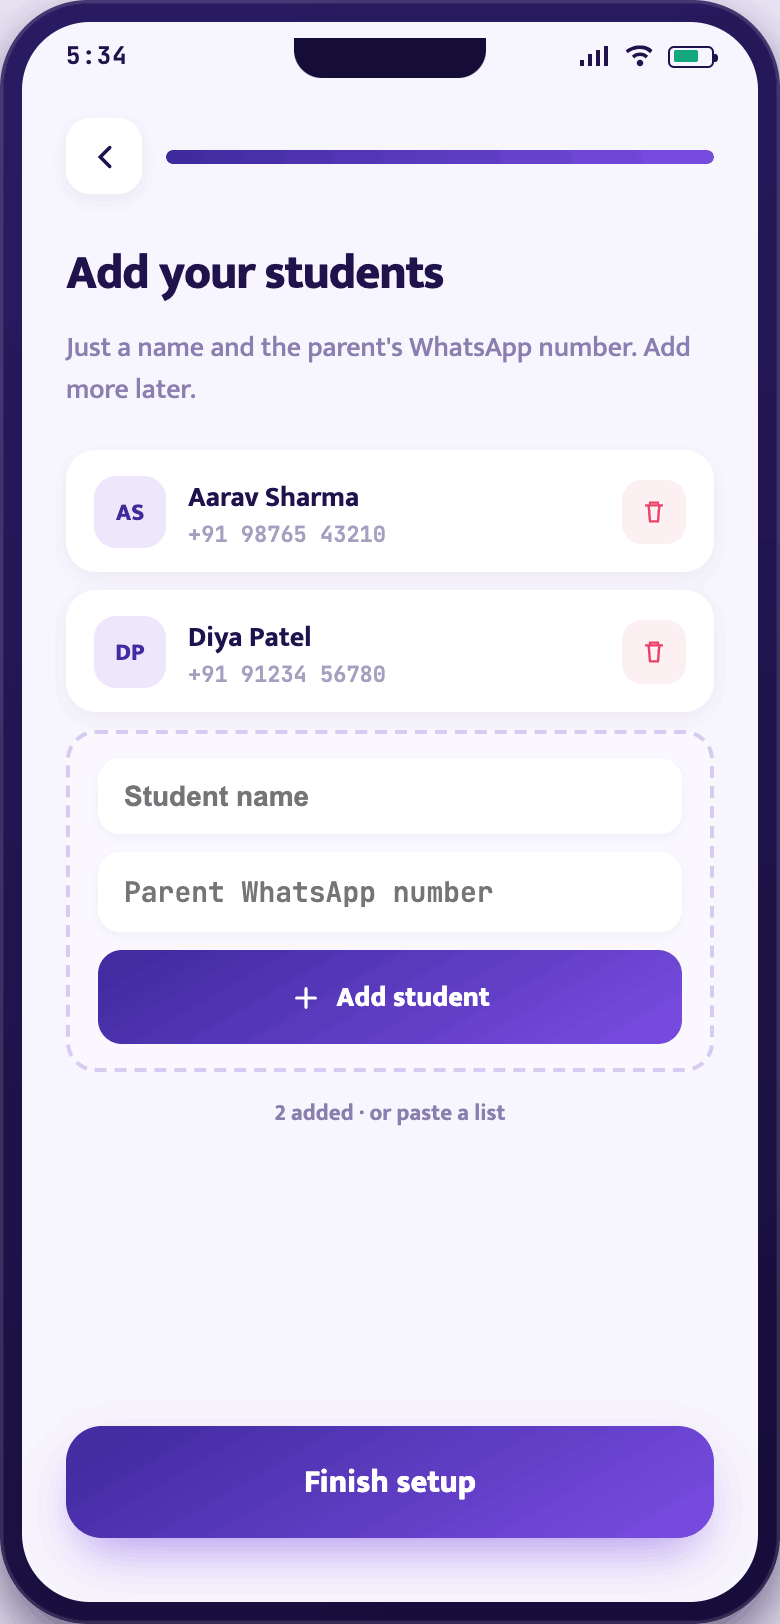 5:34
Add your students
Just a name and the parent's WhatsApp number. Add
more later.
AS
Aarav Sharma
+91 98765 43210
DP
Diya Patel
+91 91234 56780
Student name
Parent WhatsApp number
+ Add student
2 added · or paste a list
Finish setup